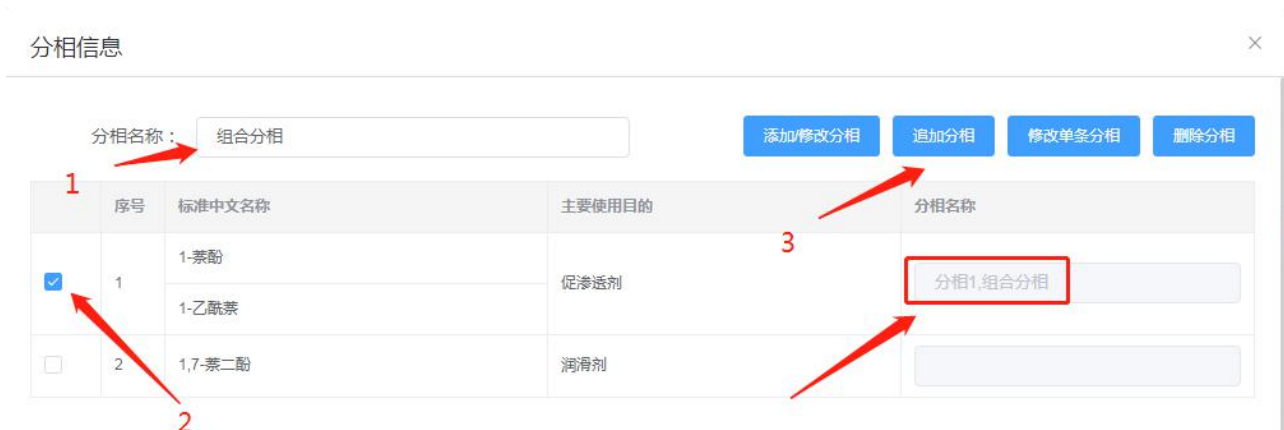 分相信息
分相名称： 组合分相 添加/修改分相 追加分相 修改单条分相 删除分相
1
序号 标准中文名称 主要使用目的 分相名称
3
1 1-萘酚 促渗透剂 分相1,组合分相
1-乙酰萘
2 1,7-萘二酚 润滑剂
2